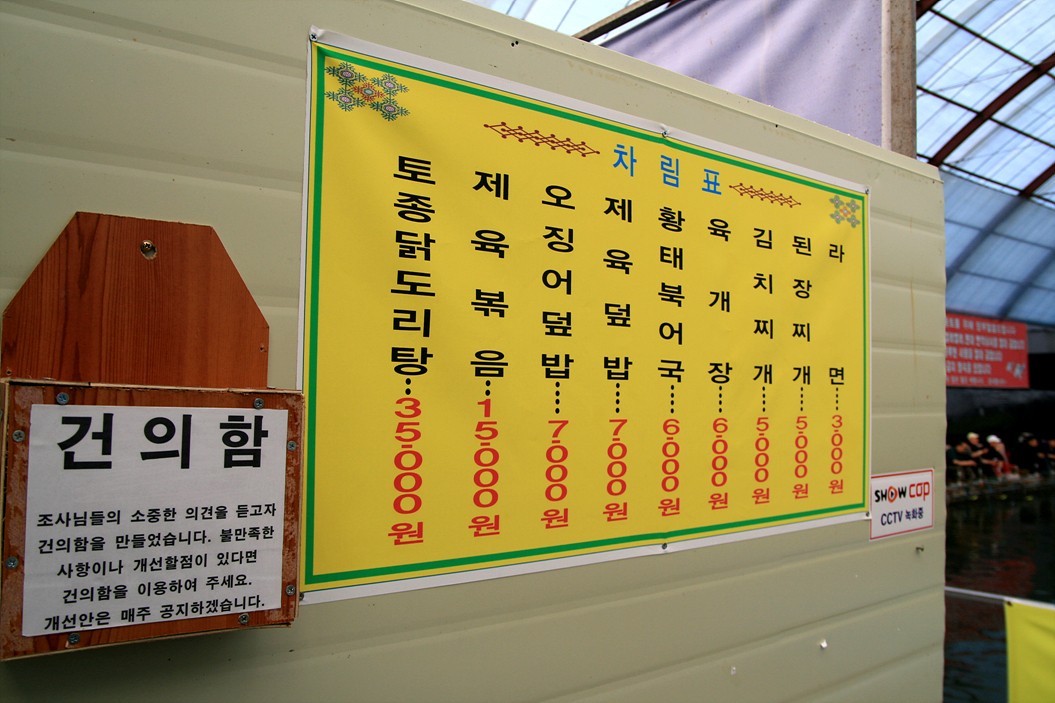 차림표
토종닭도리탕 35,000원
제육볶음 15,000원
오징어덮밥 7,000원
제육덮밥 7,000원
황태북어국 6,000원
육개장 6,000원
김치찌개 5,000원
된장찌개 5,000원
라면 3,000원
건의함
조사님들의 소중한 의견을 듣고자
건의함을 만들었습니다. 불만족한
사항이나 개선할점이 있다면
건의함을 이용하여 주세요.
개선안은 매주 공지하겠습니다.
SHOW cap
CCTV 녹화중